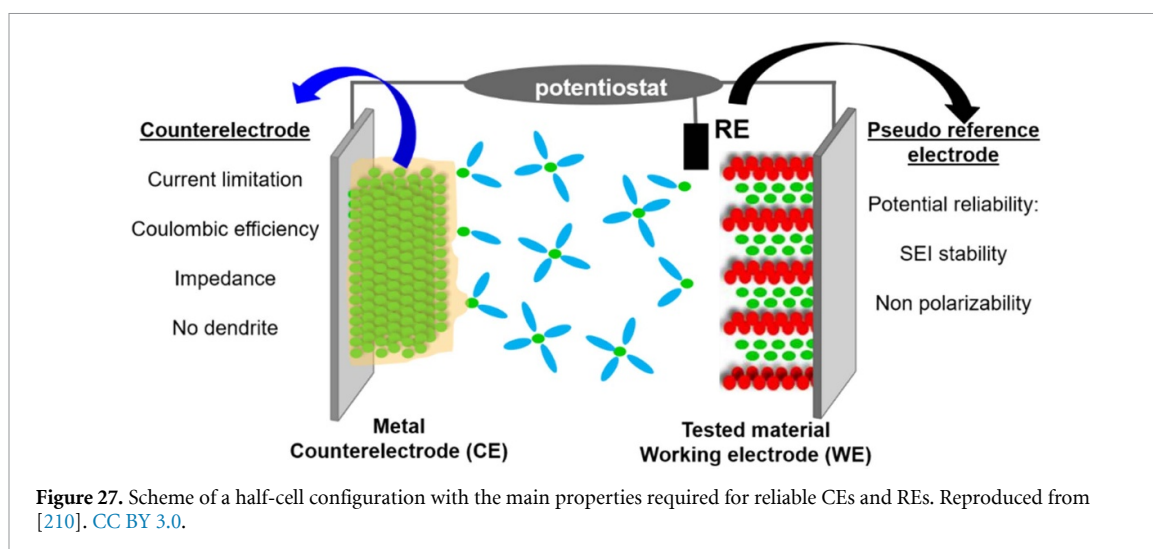 potentiostat
Counterelectrode
Current limitation
Coulombic efficiency
Impedance
No dendrite
RE
Pseudo reference
electrode
Potential reliability:
SEI stability
Non polarizability
Metal
Counterelectrode (CE)
Tested material
Working electrode (WE)
Figure 27. Scheme of a half-cell configuration with the main properties required for reliable CEs and REs. Reproduced from
[210]. CC BY 3.0.